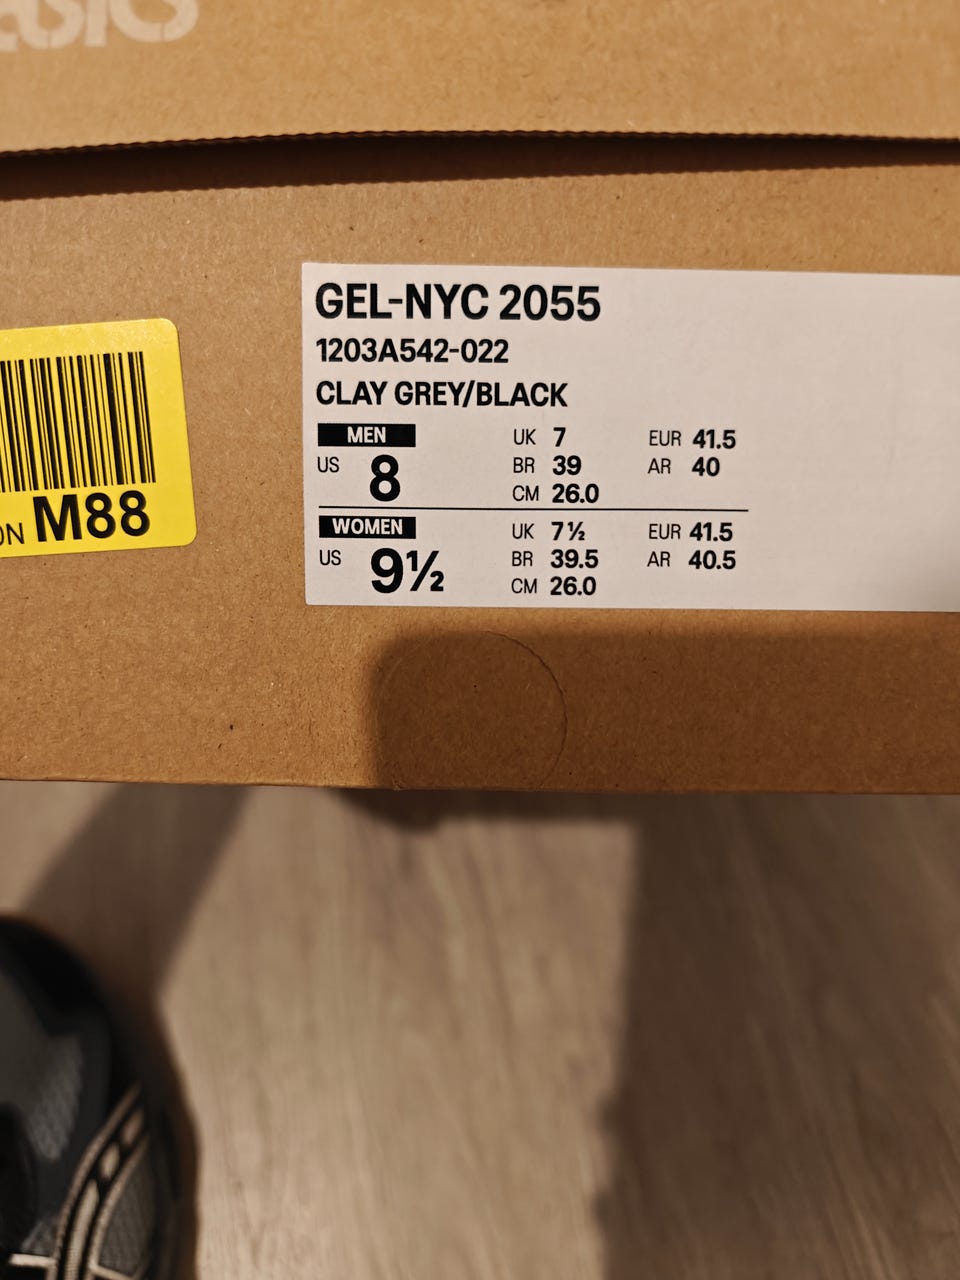 asics
GEL-NYC 2055
1203A542-022
CLAY GREY/BLACK
MEN
US 8
UK 7
EUR 41.5
BR 39
AR 40
CM 26.0
WOMEN
US 9½
UK 7½
EUR 41.5
BR 39.5
AR 40.5
CM 26.0
ON M88